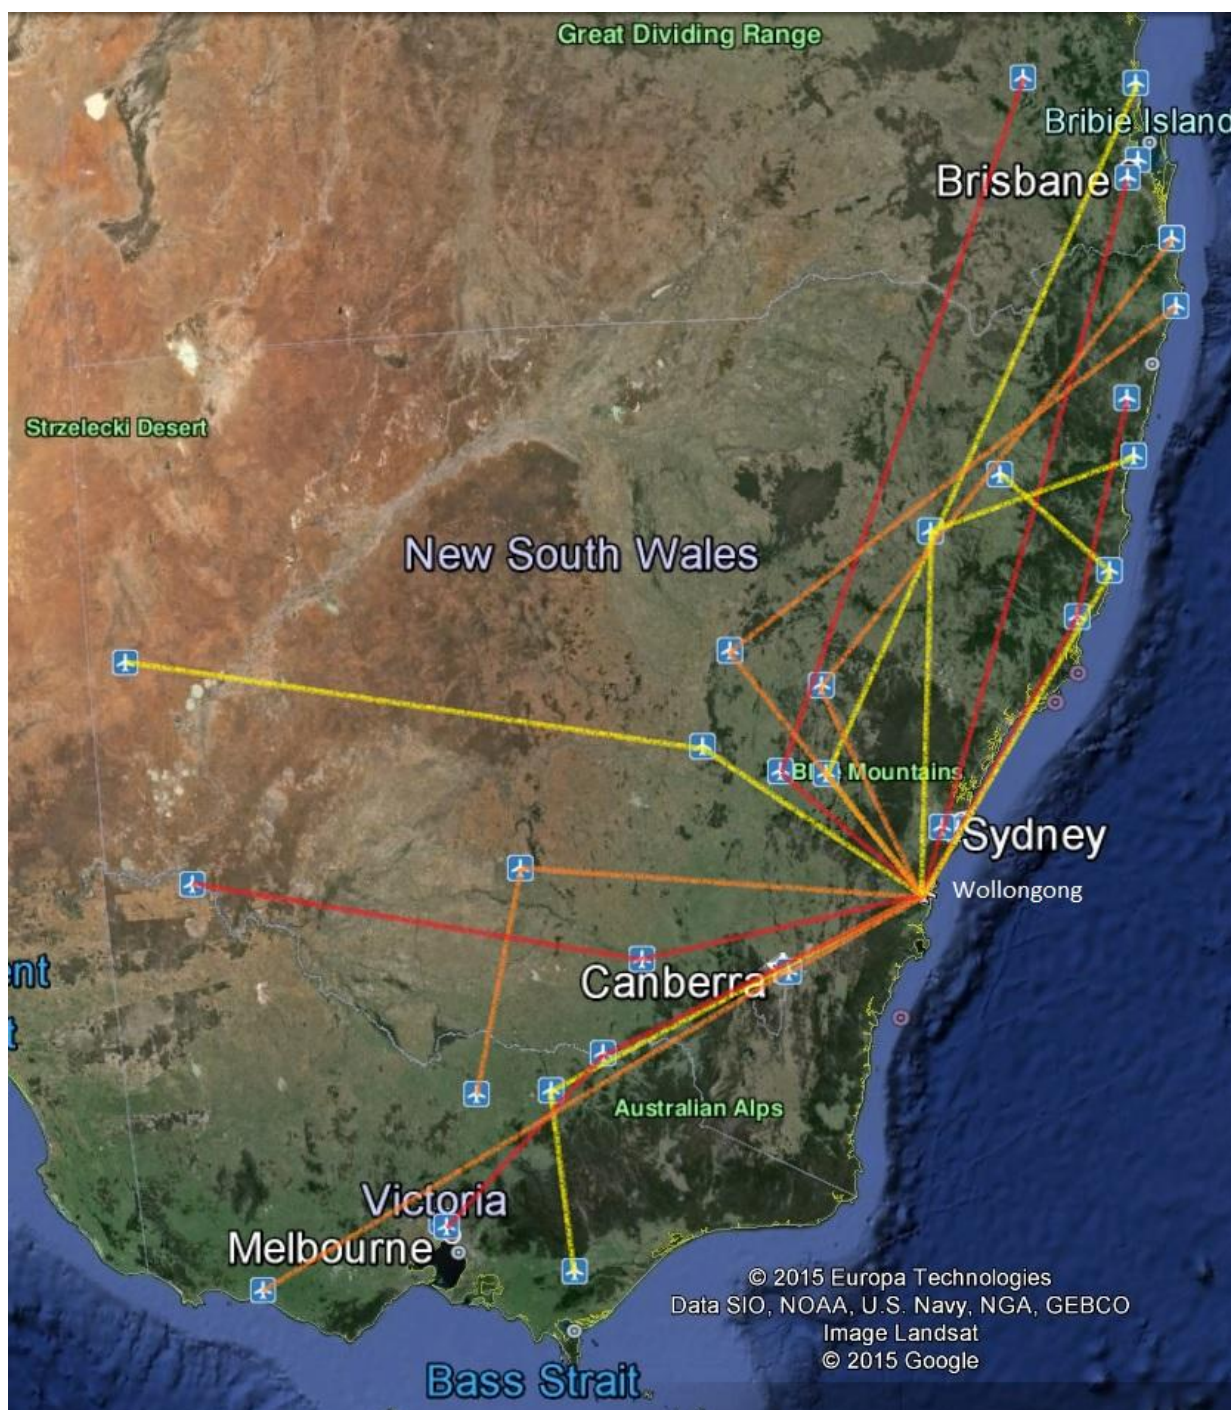 Great Dividing Range
Bribie Island
Brisbane
Strzelecki Desert
New South Wales
Mountains
Sydney
Wollongong
Canberra
Australian Alps
Victoria
Melbourne
© 2015 Europa Technologies
Data SIO, NOAA, U.S. Navy, NGA, GEBCO
Image Landsat
© 2015 Google
Bass Strait